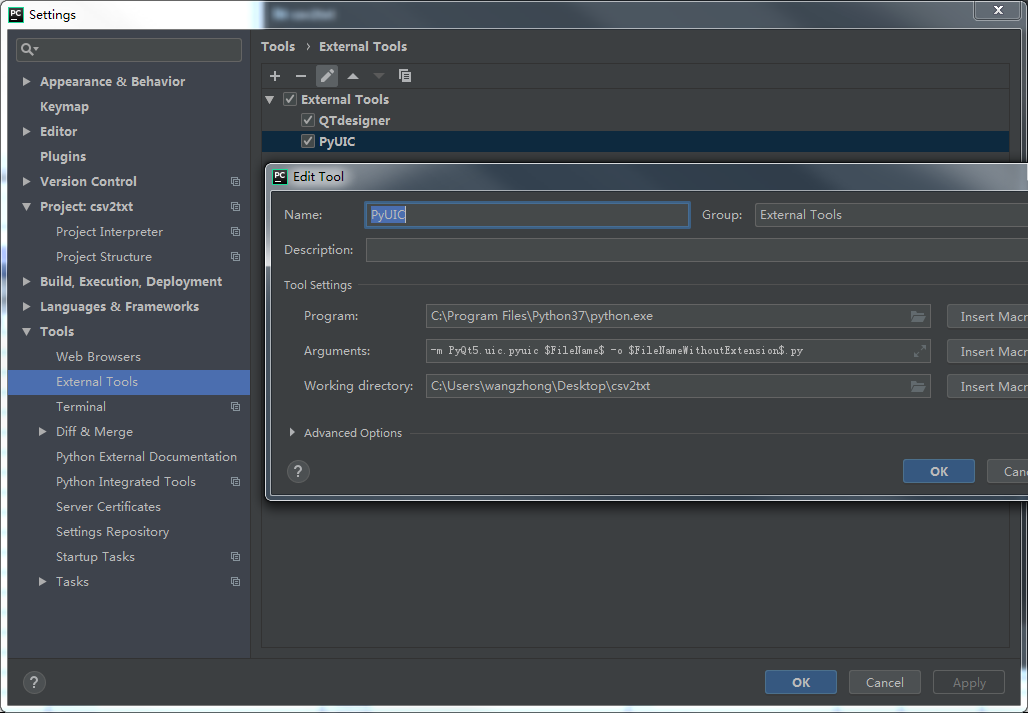 PC Settings
x
Tools › External Tools
Appearance & Behavior
Keymap
Editor
Plugins
Version Control
Project: csv2txt
Project Interpreter
Project Structure
Build, Execution, Deployment
Languages & Frameworks
Tools
Web Browsers
External Tools
Terminal
Diff & Merge
Python External Documentation
Python Integrated Tools
Server Certificates
Settings Repository
Startup Tasks
Tasks
External Tools
QTdesigner
PyUIC
PC Edit Tool
Name: PyUIC Group: External Tools
Description:
Tool Settings
Program: C:\Program Files\Python37\python.exe Insert Macr
Arguments: -m PyQt5.uic.pyuic $FileName$ -o $FileNameWithoutExtension$.py Insert Macr
Working directory: C:\Users\wangzhong\Desktop\csv2txt Insert Macr
Advanced Options
? OK Canc
? OK Cancel Apply